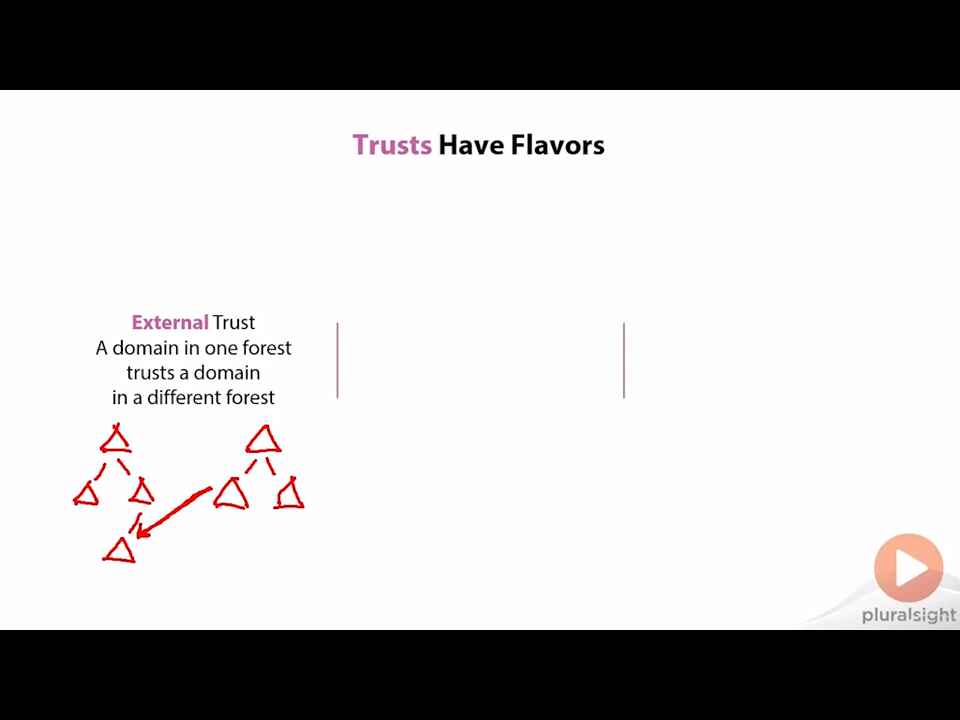 Trusts Have Flavors
External Trust
A domain in one forest
trusts a domain
in a different forest
pluralsight